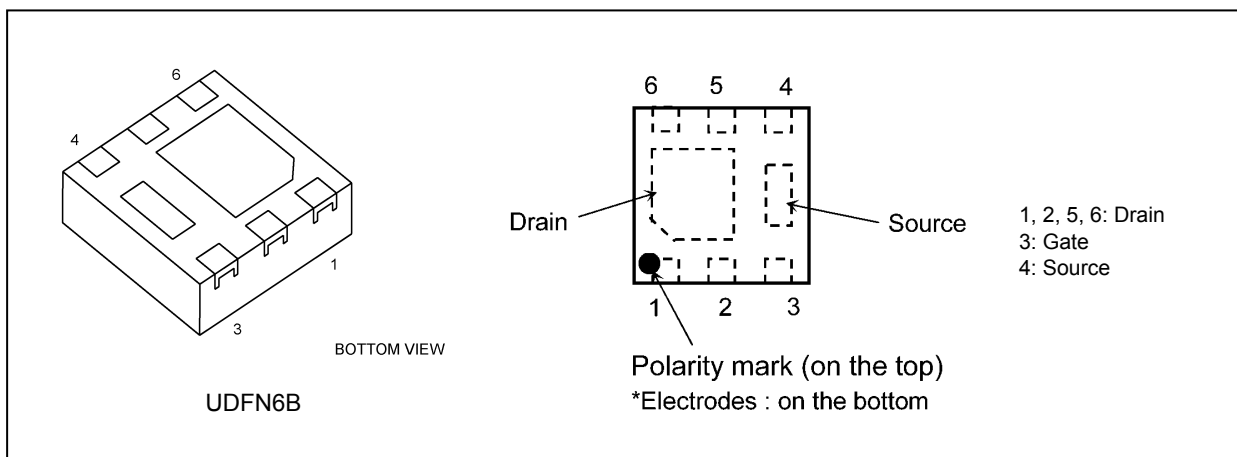 6
4
1
3
BOTTOM VIEW
UDFN6B
6 5 4
Drain
Source
1 2 3
Polarity mark (on the top)
*Electrodes : on the bottom
1, 2, 5, 6: Drain
3: Gate
4: Source